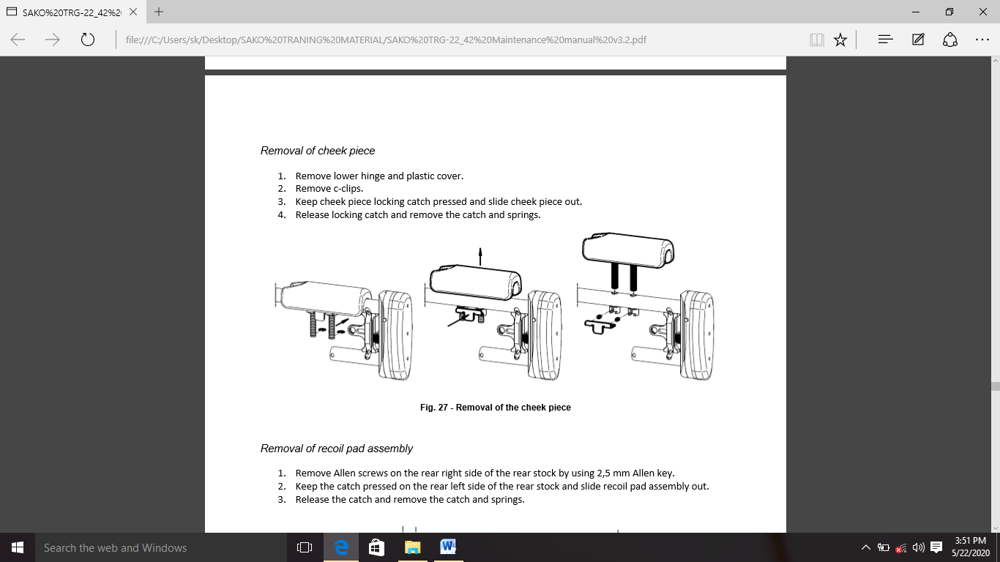 SAKO%20TRG-22_42%20
file:///C:/Users/sk/Desktop/SAKO%20TRANING%20MATERIAL/SAKO%20TRG-22_42%20Maintenance%20manual%20v3.2.pdf
Removal of cheek piece
1. Remove lower hinge and plastic cover.
2. Remove c-clips.
3. Keep cheek piece locking catch pressed and slide cheek piece out.
4. Release locking catch and remove the catch and springs.
Fig. 27 - Removal of the cheek piece
Removal of recoil pad assembly
1. Remove Allen screws on the rear right side of the rear stock by using 2,5 mm Allen key.
2. Keep the catch pressed on the rear left side of the rear stock and slide recoil pad assembly out.
3. Release the catch and remove the catch and springs.
Search the web and Windows
3:51 PM
5/22/2020